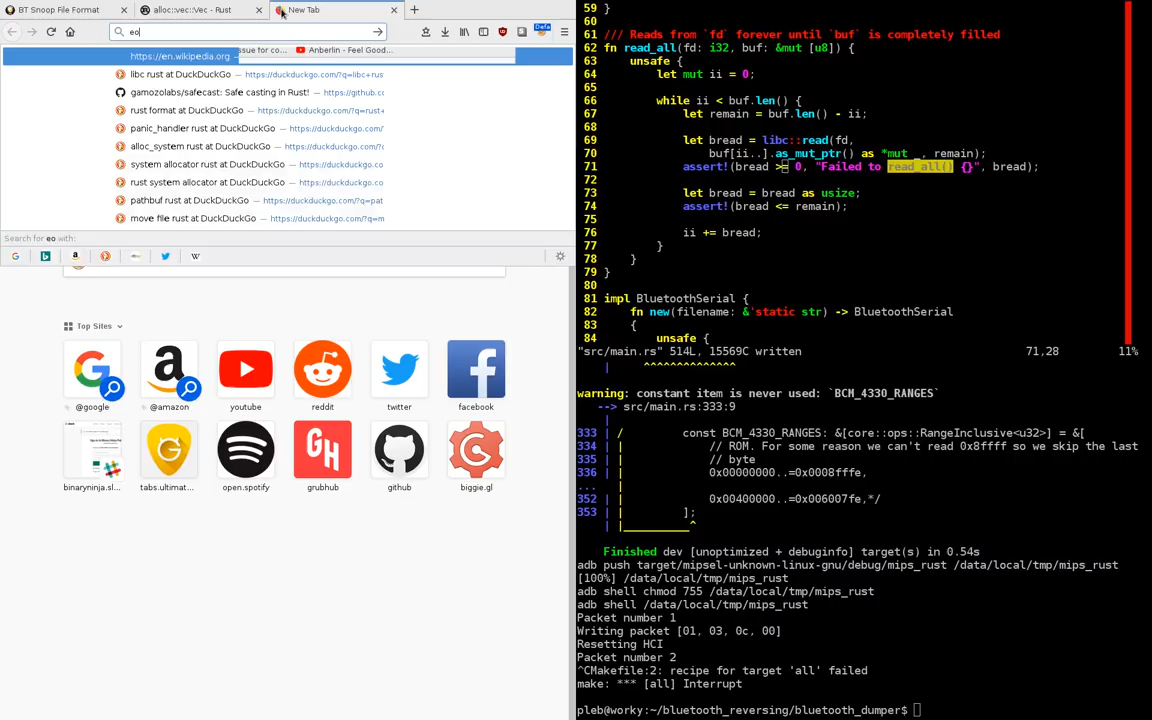 BT Snoop File Format
alloc::vec::Vec - Rust
New Tab
eo
https://en.wikipedia.org —
ssue for co...
Anberlin - Feel Good...
libc rust at DuckDuckGo — https://duckduckgo.com/?q=libc+rus
gamozolabs/safecast: Safe casting in Rust! — https://github.cc
rust format at DuckDuckGo — https://duckduckgo.com/?q=rust+
panic_handler rust at DuckDuckGo — https://duckduckgo.com/?
alloc_system rust at DuckDuckGo — https://duckduckgo.com/?q
system allocator rust at DuckDuckGo — https://duckduckgo.co
rust system allocator at DuckDuckGo — https://duckduckgo.co
pathbuf rust at DuckDuckGo — https://duckduckgo.com/?q=pat
move file rust at DuckDuckGo — https://duckduckgo.com/?q=m
Search for eo with:
Top Sites
@google
@amazon
youtube
reddit
twitter
facebook
binaryninja.sl...
tabs.ultimat...
open.spotify
grubhub
github
biggie.gl
59 }
60
61 /// Reads from `fd` forever until `buf` is completely filled
62 fn read_all(fd: i32, buf: &mut [u8]) {
63     unsafe {
64         let mut ii = 0;
65
66         while ii < buf.len() {
67             let remain = buf.len() - ii;
68
69             let bread = libc::read(fd,
70                 buf[ii..].as_mut_ptr() as *mut _, remain);
71             assert!(bread >= 0, "Failed to read_all() {}", bread);
72
73             let bread = bread as usize;
74             assert!(bread <= remain);
75
76             ii += bread;
77         }
78     }
79 }
80
81 impl BluetoothSerial {
82     fn new(filename: &'static str) -> BluetoothSerial
83     {
84         unsafe {
"src/main.rs" 514L, 15569C written 71,28 11%
|     ^^^^^^^^^^^^^^
warning: constant item is never used: `BCM_4330_RANGES`
--> src/main.rs:333:9
|
333 | /         const BCM_4330_RANGES: &[core::ops::RangeInclusive<u32>] = &[
334 | |             // ROM. For some reason we can't read 0x8ffff so we skip the last
335 | |             // byte
336 | |             0x00000000..=0x0008fffe,
...   |
352 | |             0x00400000..=0x006007fe,*/
353 | |         ];
| |__________^
Finished dev [unoptimized + debuginfo] target(s) in 0.54s
adb push target/mipsel-unknown-linux-gnu/debug/mips_rust /data/local/tmp/mips_rust
[100%] /data/local/tmp/mips_rust
adb shell chmod 755 /data/local/tmp/mips_rust
adb shell /data/local/tmp/mips_rust
Packet number 1
Writing packet [01, 03, 0c, 00]
Resetting HCI
Packet number 2
^CMakefile:2: recipe for target 'all' failed
make: *** [all] Interrupt
pleb@worky:~/bluetooth_reversing/bluetooth_dumper$